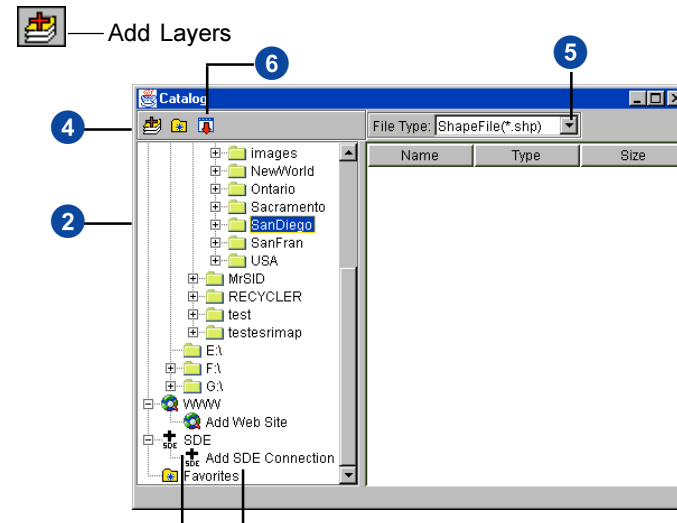 Add Layers
6
5
Catalog
4
File Type: ShapeFile(*.shp)
Name Type Size
images
NewWorld
Ontario
Sacramento
2
SanDiego
SanFran
USA
MrSID
RECYCLER
test
testesrimap
E:\
F:\
G:\
WWW
Add Web Site
SDE SDE
SDE Add SDE Connection
Favorites